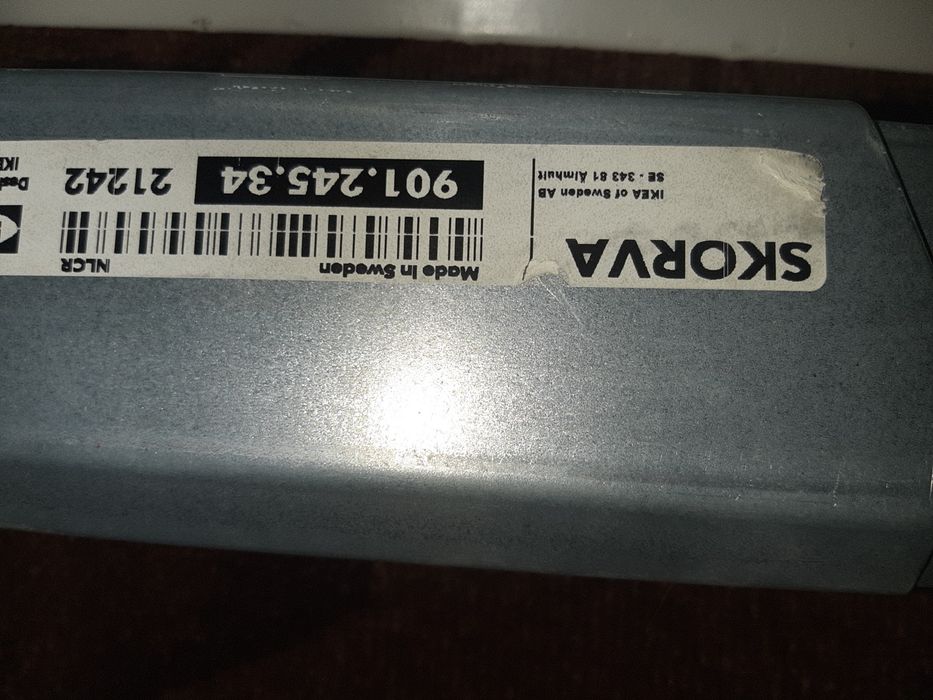 SKORVA
IKEA of Sweden AB
SE - 343 81 Älmhult
Made In Sweden
NLCR
901.245.34
21242